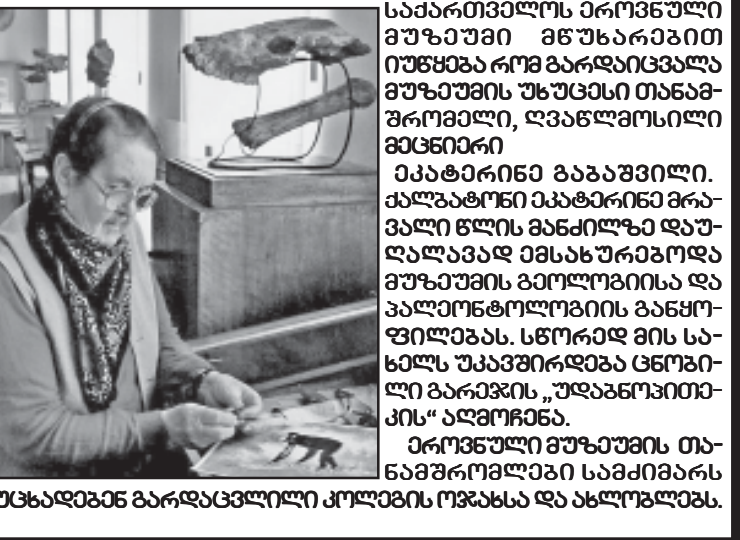 საქართველოს ეროვნული
მუზეუმი მწუხარებით
იუწყება რომ გარდაიცვალა
მუზეუმის უხუცესი თანამ-
შრომელი, ღვაწლმოსილი
მეცნიერი
ეკატერინე გაბაშვილი.
ქალბატონი ეკატერინე მრა-
ვალი წლის მანძილზე დაუ-
ღალავად ემსახურებოდა
მუზეუმის გეოლოგიისა და
პალეონტოლოგიის განყო-
ფილებას. სწორედ მის სა-
ხელს უკავშირდება ცნობი-
ლი გარეჯის „უდაბნოპითე-
კის“ აღმოჩენა.
ეროვნული მუზეუმის თა-
ნამშრომლები სამძიმარს
უცხადებენ გარდაცვლილი კოლეგის ოჯახსა და ახლობლებს.